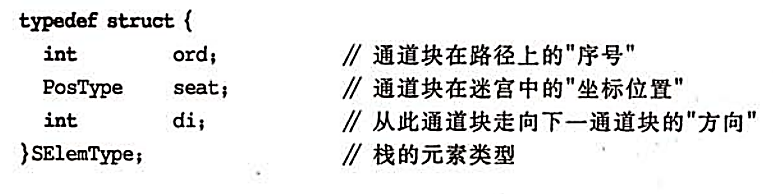 typedef struct {
int ord; // 通道块在路径上的"序号"
PosType seat; // 通道块在迷宫中的"坐标位置"
int di; // 从此通道块走向下一通道块的"方向"
}SElemType; // 栈的元素类型